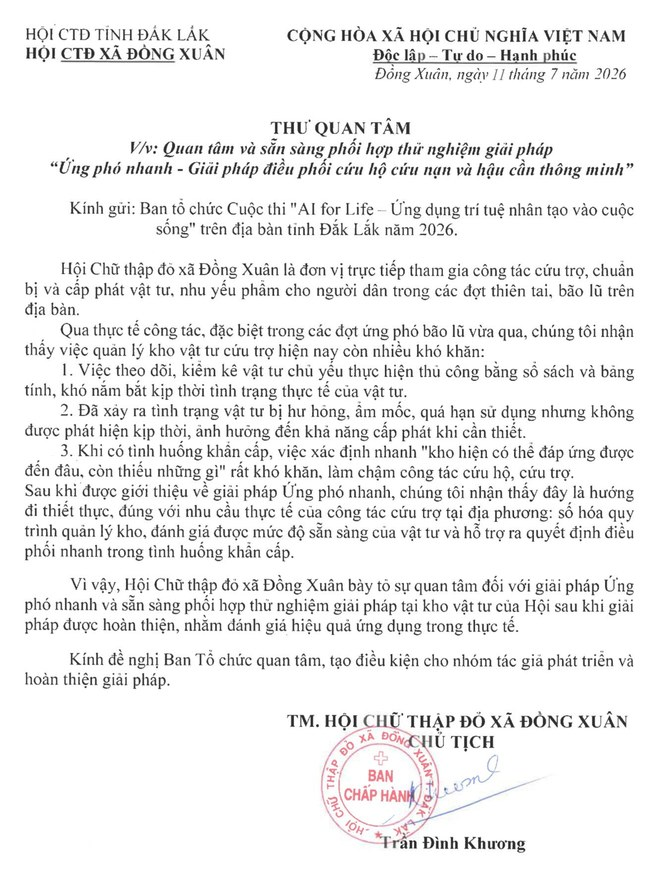 HỘI CTĐ TỈNH ĐẮK LẮK
HỘI CTĐ XÃ ĐỒNG XUÂN
CỘNG HÒA XÃ HỘI CHỦ NGHĨA VIỆT NAM
Độc lập – Tự do – Hạnh phúc
Đồng Xuân, ngày 11 tháng 7 năm 2026
THƯ QUAN TÂM
V/v: Quan tâm và sẵn sàng phối hợp thử nghiệm giải pháp
“Ứng phó nhanh - Giải pháp điều phối cứu hộ cứu nạn và hậu cần thông minh”
Kính gửi: Ban tổ chức Cuộc thi "AI for Life – Ứng dụng trí tuệ nhân tạo vào cuộc
sống" trên địa bàn tỉnh Đắk Lắk năm 2026.
Hội Chữ thập đỏ xã Đồng Xuân là đơn vị trực tiếp tham gia công tác cứu trợ, chuẩn
bị và cấp phát vật tư, nhu yếu phẩm cho người dân trong các đợt thiên tai, bão lũ trên
địa bàn.
Qua thực tế công tác, đặc biệt trong các đợt ứng phó bão lũ vừa qua, chúng tôi nhận
thấy việc quản lý kho vật tư cứu trợ hiện nay còn nhiều khó khăn:
1. Việc theo dõi, kiểm kê vật tư chủ yếu thực hiện thủ công bằng sổ sách và bảng
tính, khó nắm bắt kịp thời tình trạng thực tế của vật tư.
2. Đã xảy ra tình trạng vật tư bị hư hỏng, ẩm mốc, quá hạn sử dụng nhưng không
được phát hiện kịp thời, ảnh hưởng đến khả năng cấp phát khi cần thiết.
3. Khi có tình huống khẩn cấp, việc xác định nhanh "kho hiện có thể đáp ứng được
đến đâu, còn thiếu những gì" rất khó khăn, làm chậm công tác cứu hộ, cứu trợ.
Sau khi được giới thiệu về giải pháp Ứng phó nhanh, chúng tôi nhận thấy đây là hướng
đi thiết thực, đúng với nhu cầu thực tế của công tác cứu trợ tại địa phương: số hóa quy
trình quản lý kho, đánh giá được mức độ sẵn sàng của vật tư và hỗ trợ ra quyết định điều
phối nhanh trong tình huống khẩn cấp.
Vì vậy, Hội Chữ thập đỏ xã Đồng Xuân bày tỏ sự quan tâm đối với giải pháp Ứng
phó nhanh và sẵn sàng phối hợp thử nghiệm giải pháp tại kho vật tư của Hội sau khi giải
pháp được hoàn thiện, nhằm đánh giá hiệu quả ứng dụng trong thực tế.
Kính đề nghị Ban Tổ chức quan tâm, tạo điều kiện cho nhóm tác giả phát triển và
hoàn thiện giải pháp.
TM. HỘI CHỮ THẬP ĐỎ XÃ ĐỒNG XUÂN
CHỦ TỊCH
HỘI CHỮ THẬP ĐỎ XÃ ĐỒNG XUÂN T ĐẮK LẮK
BAN
CHẤP HÀNH
Trần Đình Khương